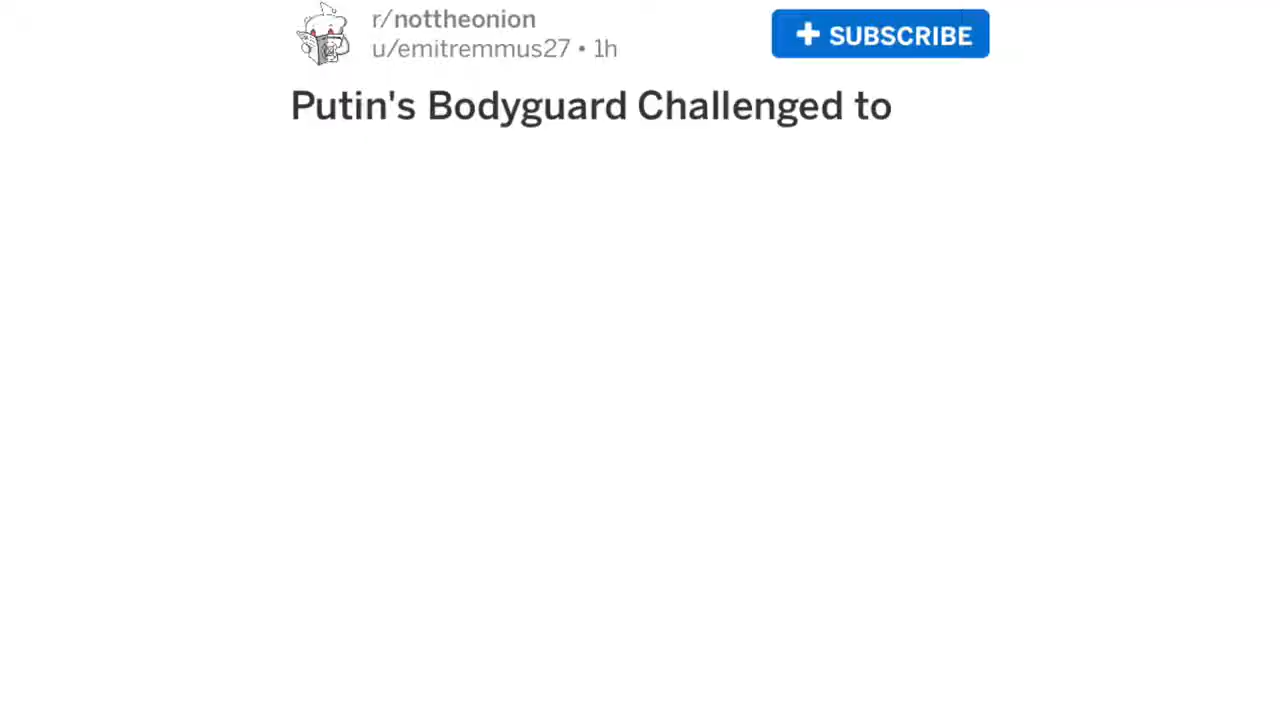 r/nottheonion
u/emitremmus27 • 1h
+ SUBSCRIBE
Putin's Bodyguard Challenged to